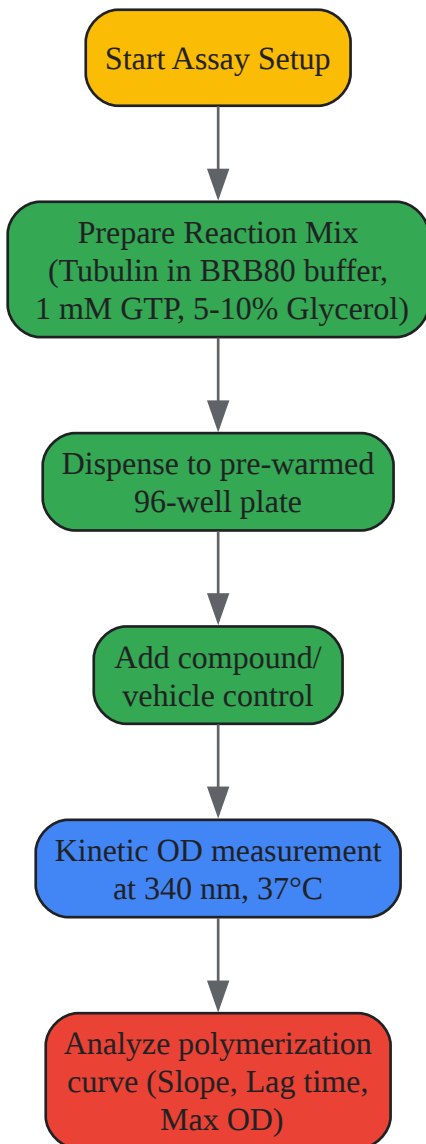 Start Assay Setup
Prepare Reaction Mix
(Tubulin in BRB80 buffer,
1 mM GTP, 5-10% Glycerol)
Dispense to pre-warmed
96-well plate
Add compound/
vehicle control
Kinetic OD measurement
at 340 nm, 37°C
Analyze polymerization
curve (Slope, Lag time,
Max OD)